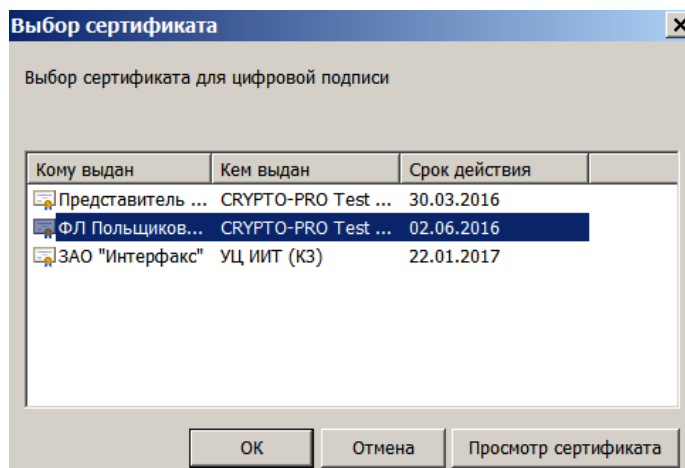 Выбор сертификата
Выбор сертификата для цифровой подписи
Кому выдан Кем выдан Срок действия
Представитель ... CRYPTO-PRO Test ... 30.03.2016
ФЛ Польщиков... CRYPTO-PRO Test ... 02.06.2016
ЗАО "Интерфакс" УЦ ИИТ (К3) 22.01.2017
ОК Отмена Просмотр сертификата